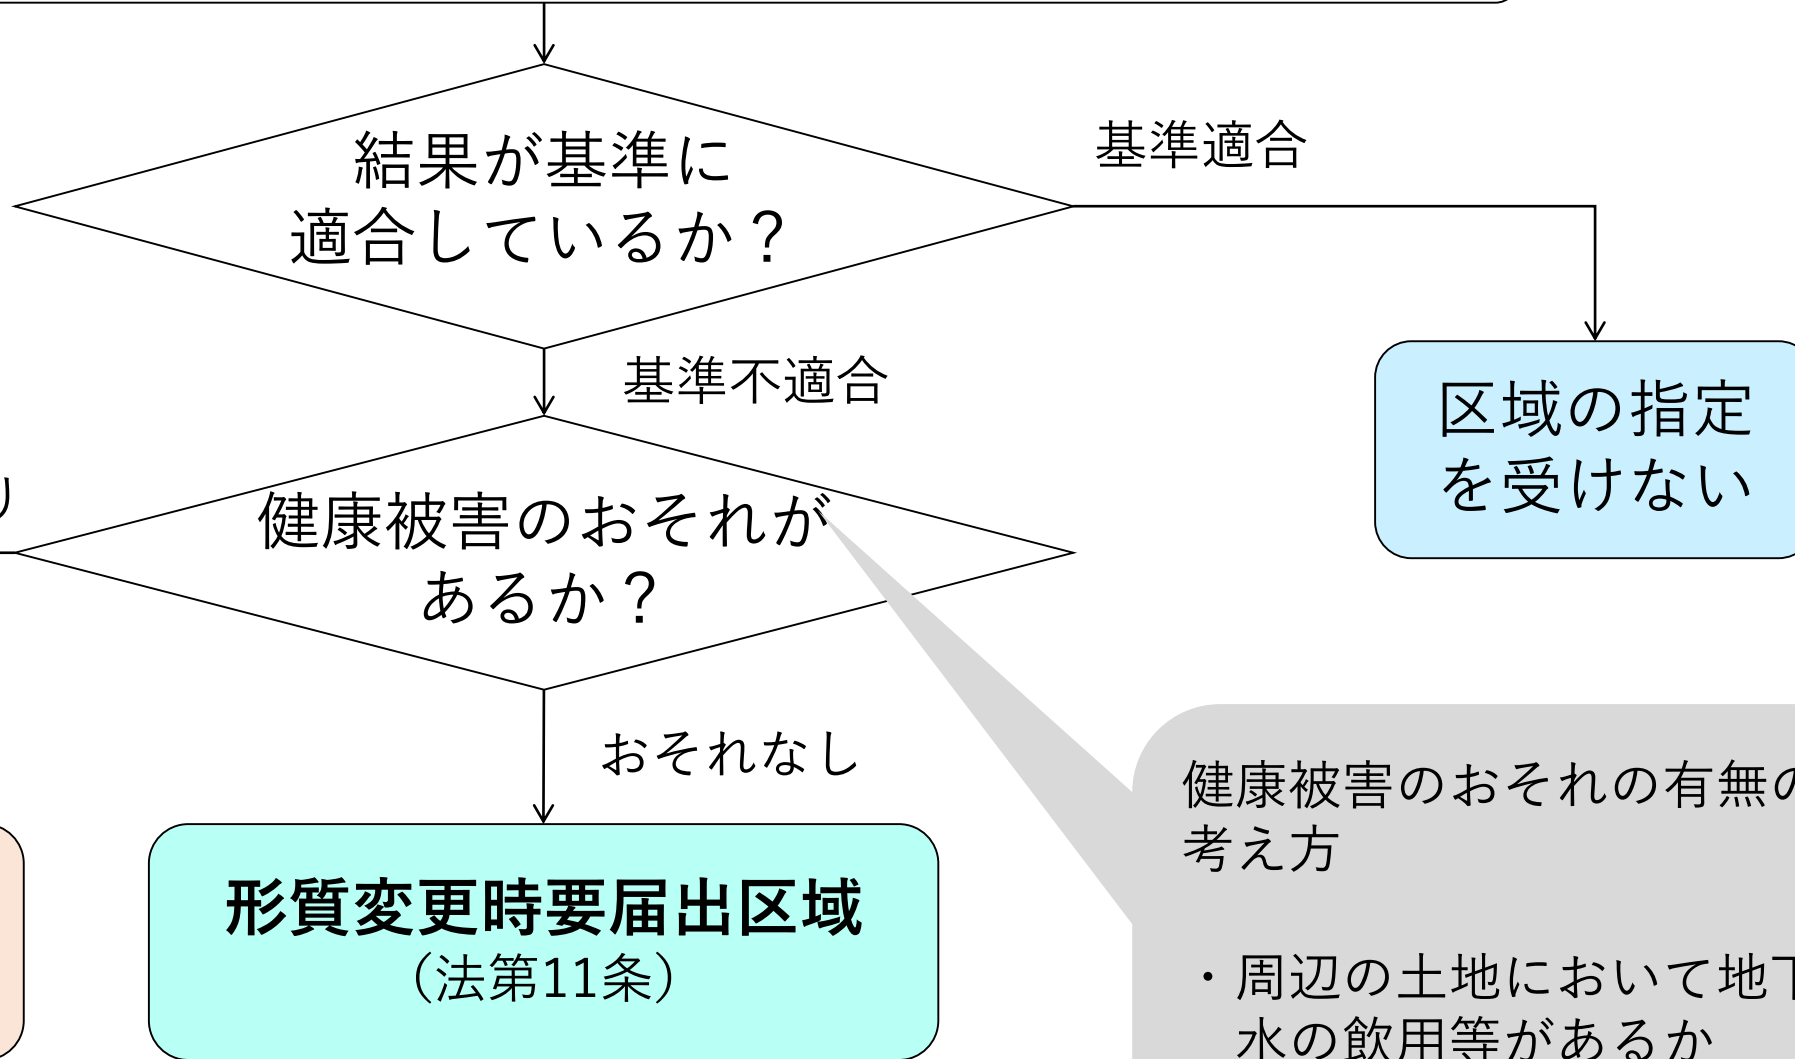 結果が基準に
適合しているか？
基準適合
基準不適合
区域の指定
を受けない
り
健康被害のおそれが
あるか？
おそれなし
形質変更時要届出区域
（法第11条）
健康被害のおそれの有無の
考え方
・周辺の土地において地下
水の飲用等があるか